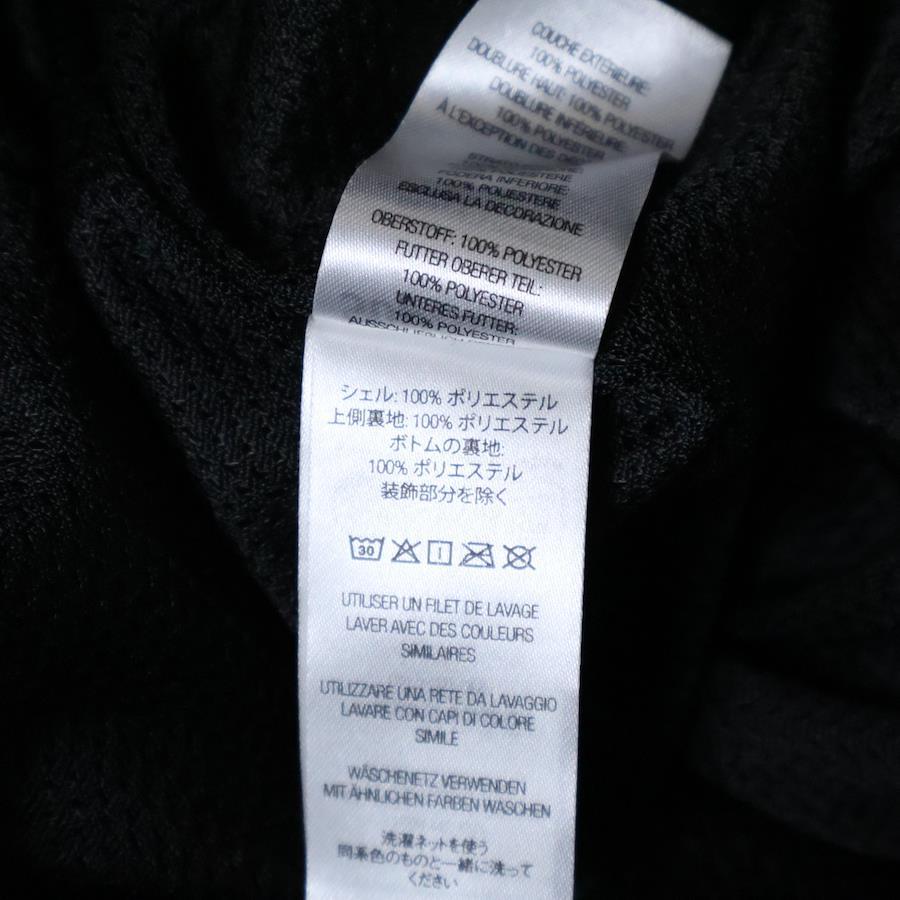 COUCHE EXTÉRIEURE:
100% POLYESTER
DOUBLURE HAUT: 100% POLYESTER
DOUBLURE INFÉRIEURE:
100% POLYESTER
À L'EXCEPTION DES
FODERA INFERIORE:
100% POLIESTERE
ESCLUSA LA DECORAZIONE
OBERSTOFF: 100% POLYESTER
FUTTER OBERER TEIL:
100% POLYESTER
UNTERES FUTTER:
100% POLYESTER
シェル: 100% ポリエステル
上側裏地: 100% ポリエステル
ボトムの裏地:
100% ポリエステル
装飾部分を除く
30
UTILISER UN FILET DE LAVAGE
LAVER AVEC DES COULEURS
SIMILAIRES
UTILIZZARE UNA RETE DA LAVAGGIO
LAVARE CON CAPI DI COLORE
SIMILE
WÄSCHENETZ VERWENDEN
MIT ÄHNLICHEN FARBEN WASCHEN
洗濯ネットを使う
同系色のものと一緒に洗って
ください